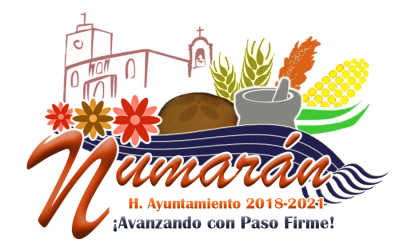 Numarán
H. Ayuntamiento 2018-2021
¡Avanzando con Paso Firme!